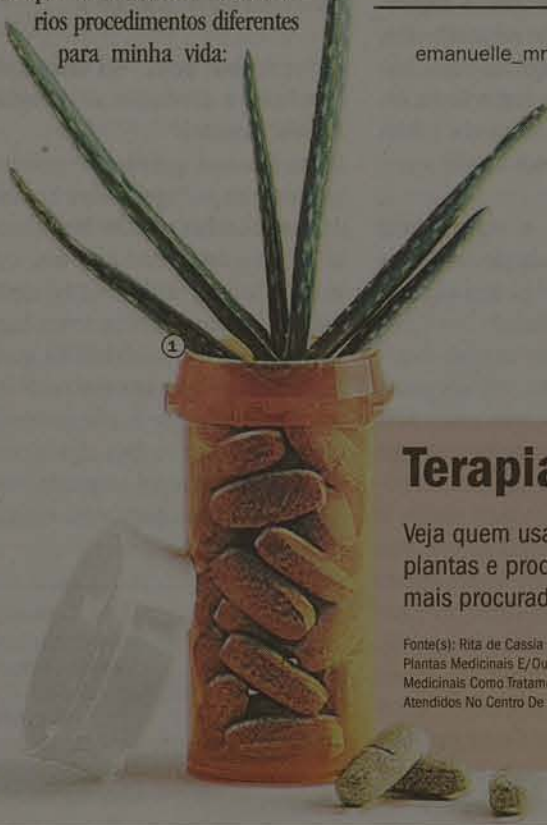 rios procedimentos diferentes
para minha vida:
emanuelle_mr
1
Terapia
Veja quem usa
plantas e proc
mais procurad
Fonte(s): Rita de Cassia
Plantas Medicinais E/Ou
Medicinais Como Tratam
Atendidos No Centro De